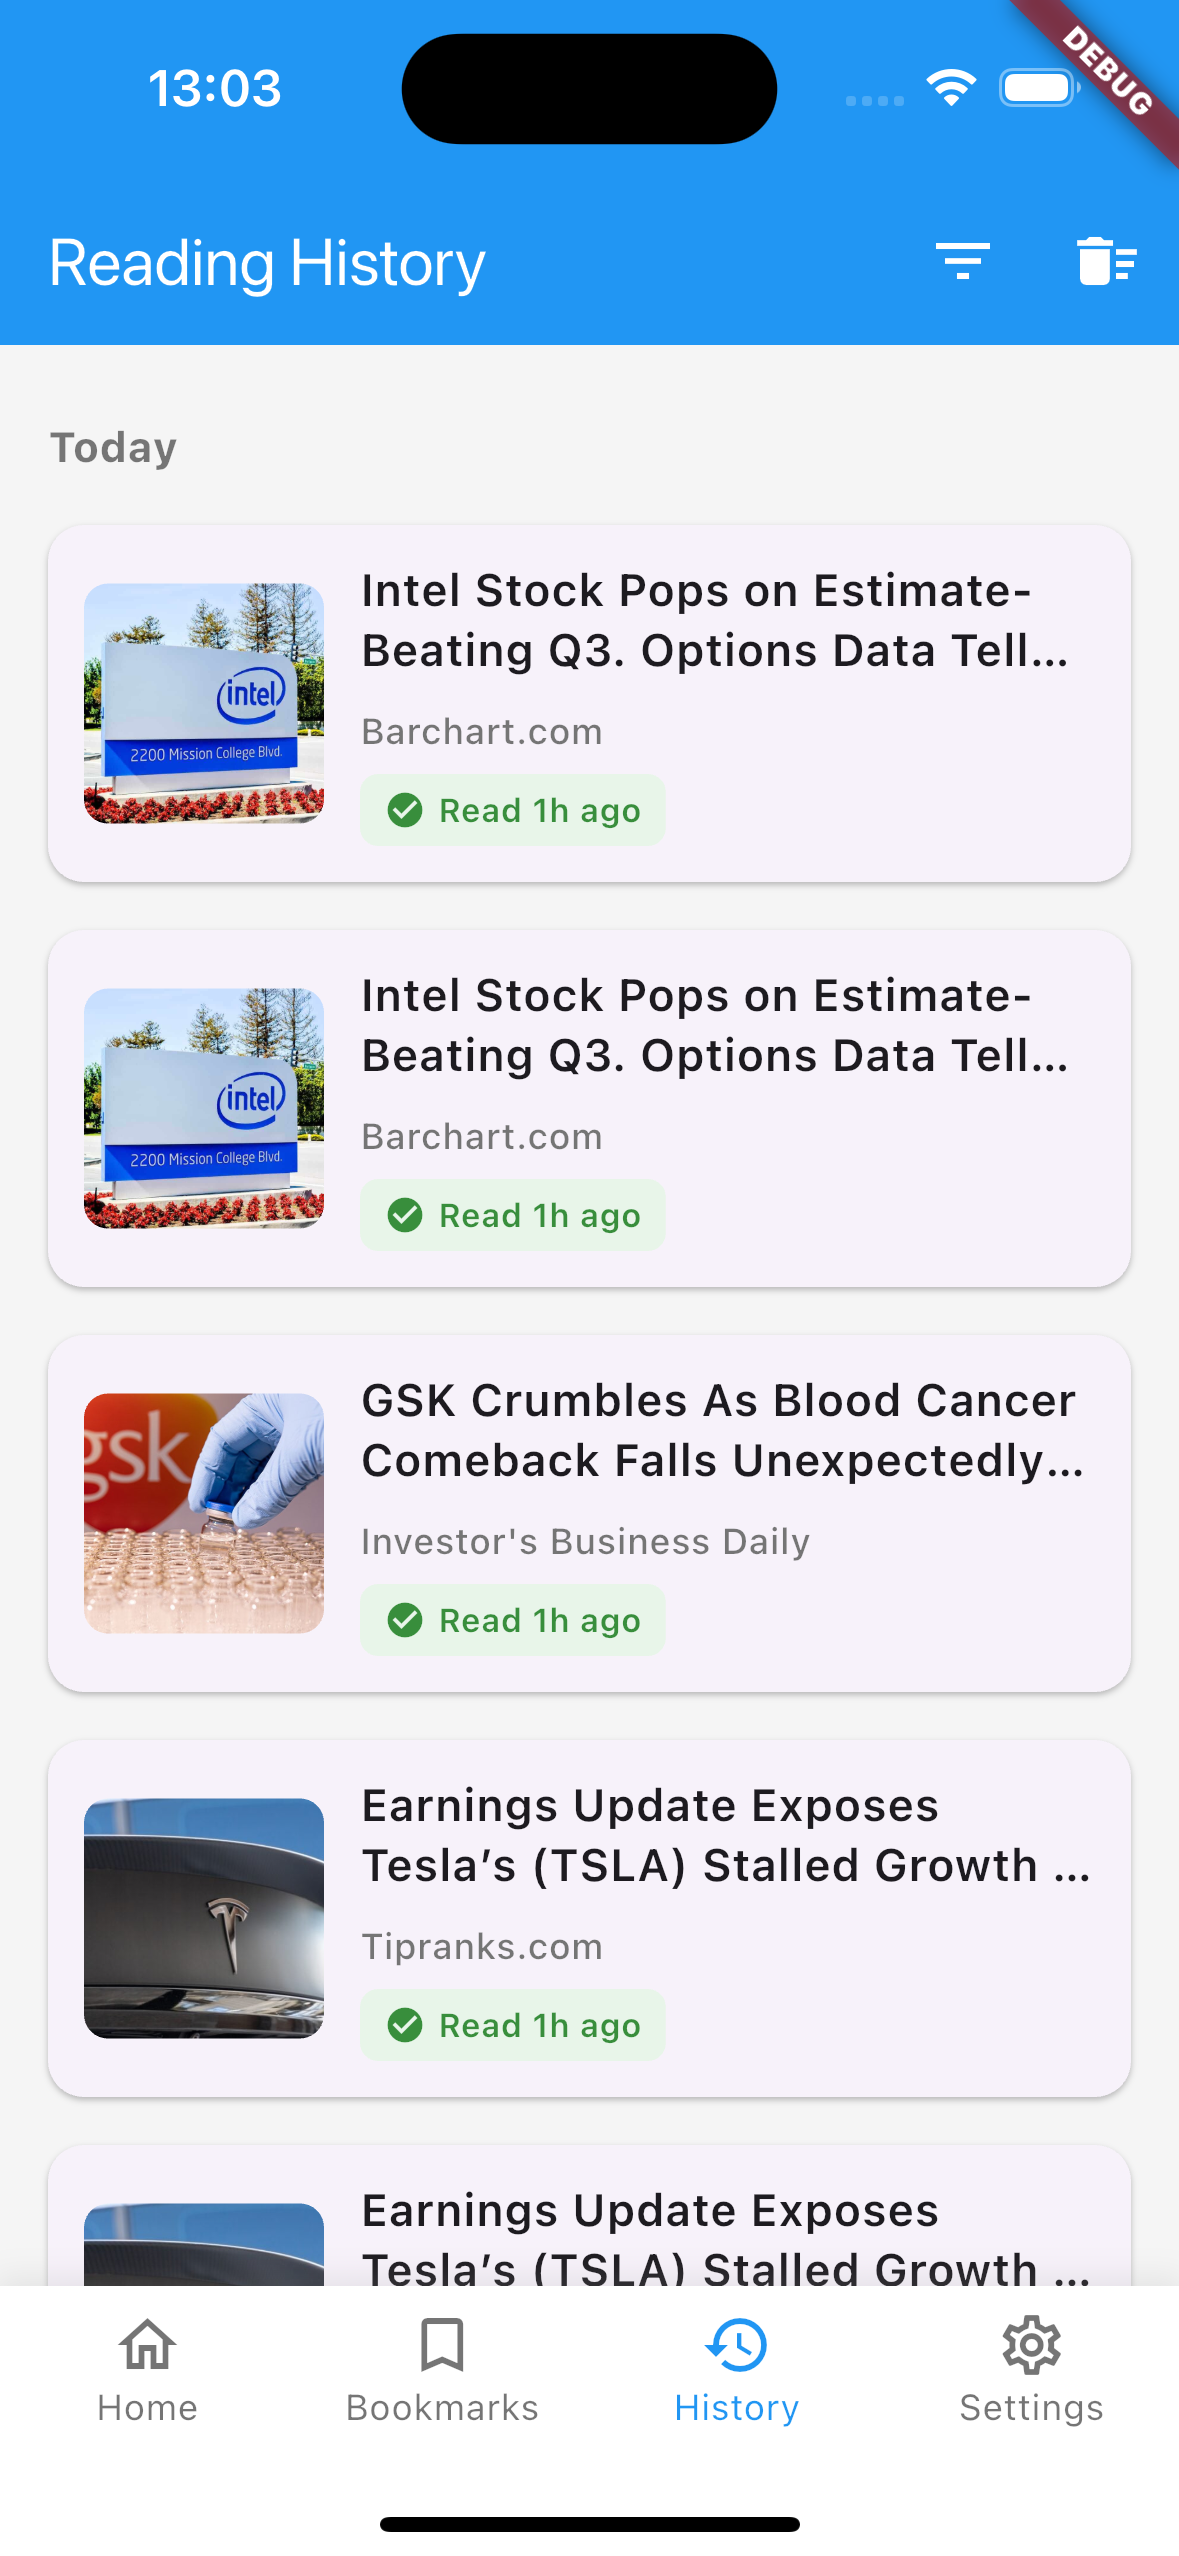 13:03
DEBUG
Reading History
Today
Intel Stock Pops on Estimate-
Beating Q3. Options Data Tell...
Barchart.com
Read 1h ago
intel
2200 Mission College Blvd.
Intel Stock Pops on Estimate-
Beating Q3. Options Data Tell...
Barchart.com
Read 1h ago
intel
2200 Mission College Blvd.
GSK Crumbles As Blood Cancer
Comeback Falls Unexpectedly...
Investor's Business Daily
Read 1h ago
gsk
Earnings Update Exposes
Tesla’s (TSLA) Stalled Growth ...
Tipranks.com
Read 1h ago
Earnings Update Exposes
Tesla’s (TSLA) Stalled Growth ...
Home
Bookmarks
History
Settings